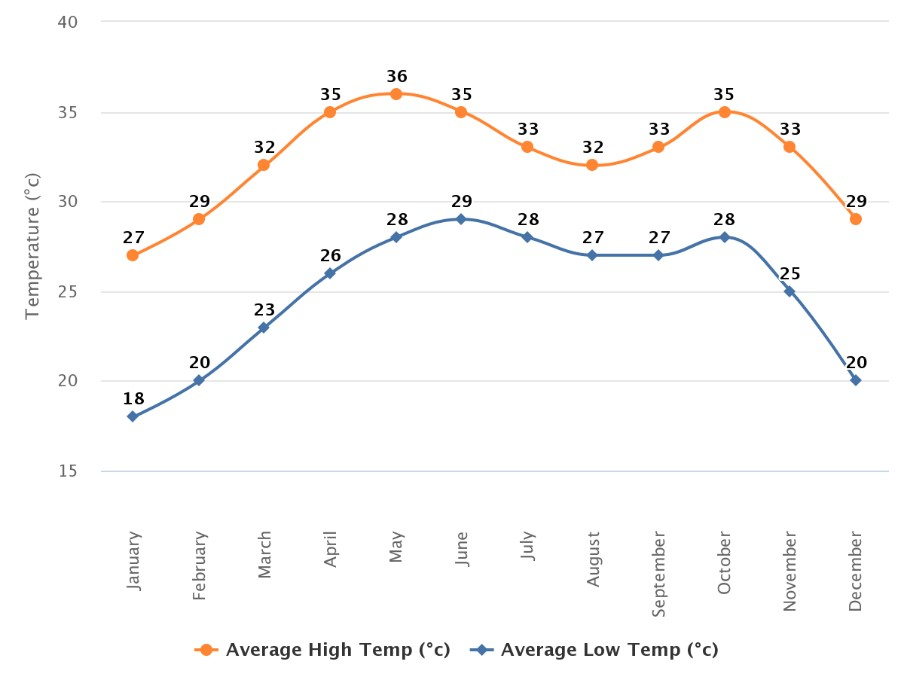 40
35
30
25
20
15
Temperature (°c)
27
29
32
35
36
35
33
32
33
35
33
29
18
20
23
26
28
29
28
27
27
28
25
20
January
February
March
April
May
June
July
August
September
October
November
December
Average High Temp (°c)
Average Low Temp (°c)